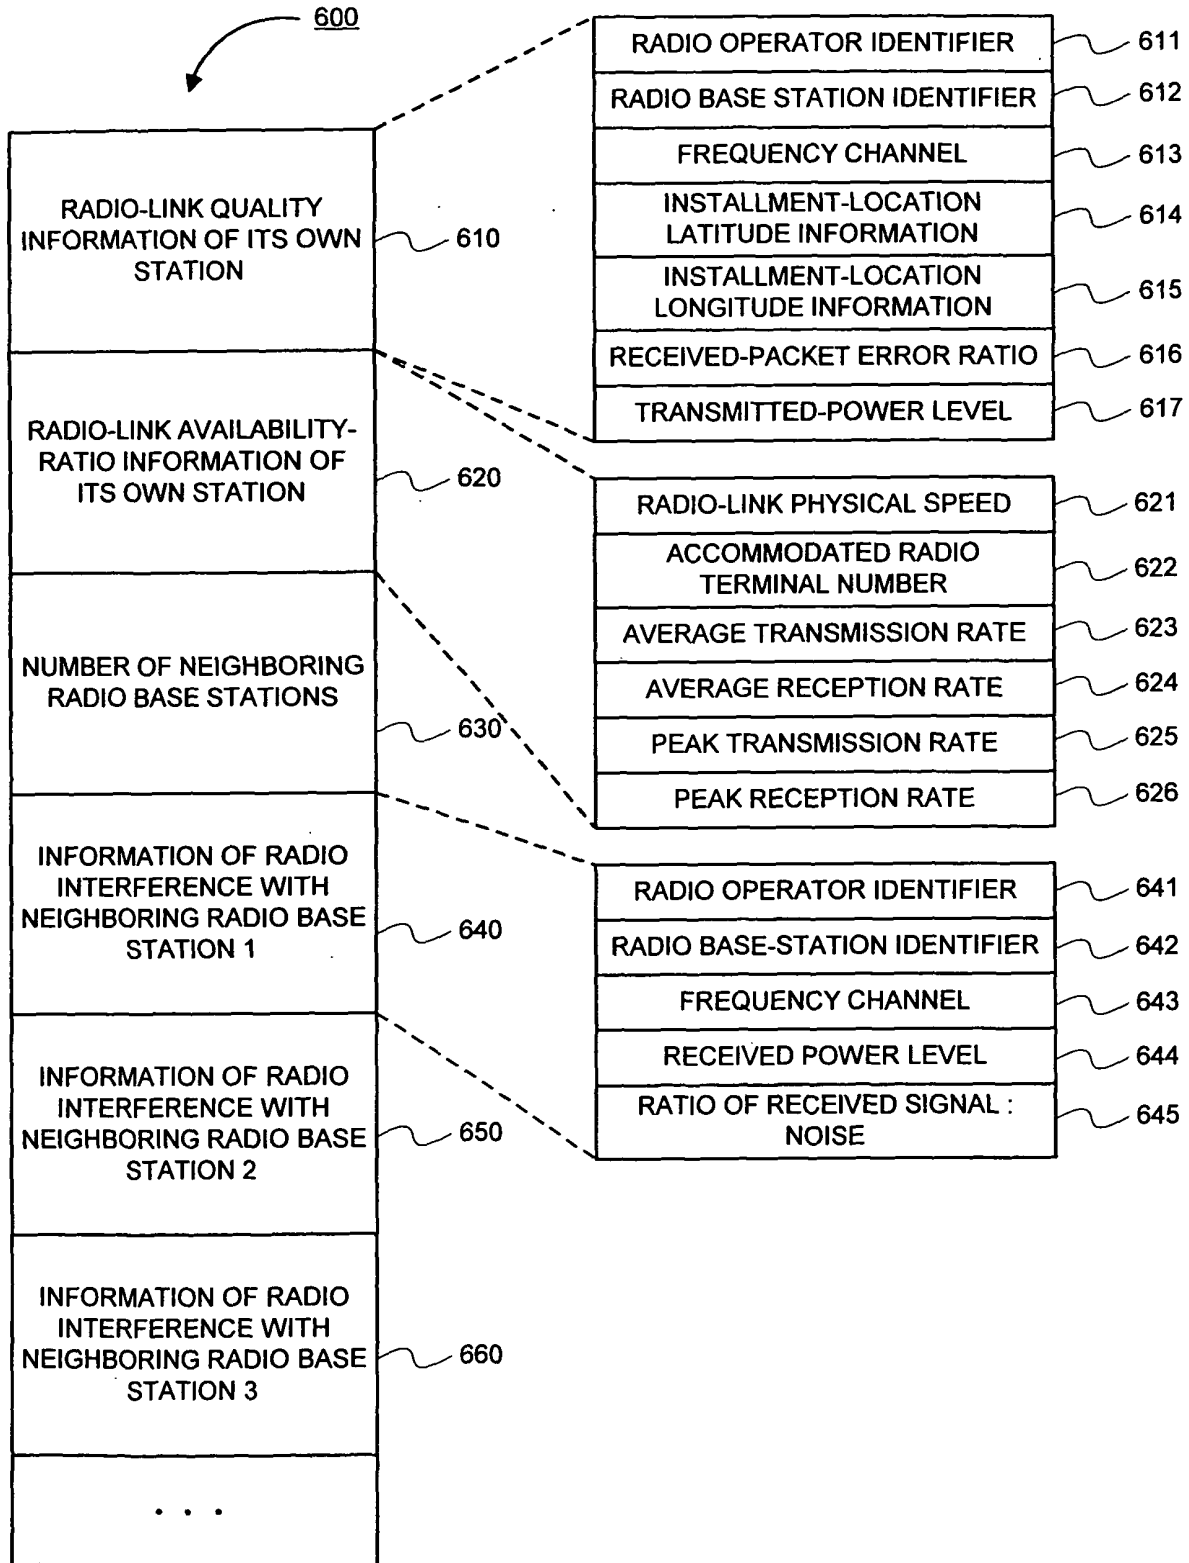 600
RADIO-LINK QUALITY
INFORMATION OF ITS OWN
STATION
610
RADIO-LINK AVAILABILITY-
RATIO INFORMATION OF
ITS OWN STATION
620
NUMBER OF NEIGHBORING
RADIO BASE STATIONS
630
INFORMATION OF RADIO
INTERFERENCE WITH
NEIGHBORING RADIO BASE
STATION 1
640
INFORMATION OF RADIO
INTERFERENCE WITH
NEIGHBORING RADIO BASE
STATION 2
650
INFORMATION OF RADIO
INTERFERENCE WITH
NEIGHBORING RADIO BASE
STATION 3
660
. . .
RADIO OPERATOR IDENTIFIER
611
RADIO BASE STATION IDENTIFIER
612
FREQUENCY CHANNEL
613
INSTALLMENT-LOCATION
LATITUDE INFORMATION
614
INSTALLMENT-LOCATION
LONGITUDE INFORMATION
615
RECEIVED-PACKET ERROR RATIO
616
TRANSMITTED-POWER LEVEL
617
RADIO-LINK PHYSICAL SPEED
621
ACCOMMODATED RADIO
TERMINAL NUMBER
622
AVERAGE TRANSMISSION RATE
623
AVERAGE RECEPTION RATE
624
PEAK TRANSMISSION RATE
625
PEAK RECEPTION RATE
626
RADIO OPERATOR IDENTIFIER
641
RADIO BASE-STATION IDENTIFIER
642
FREQUENCY CHANNEL
643
RECEIVED POWER LEVEL
644
RATIO OF RECEIVED SIGNAL :
NOISE
645